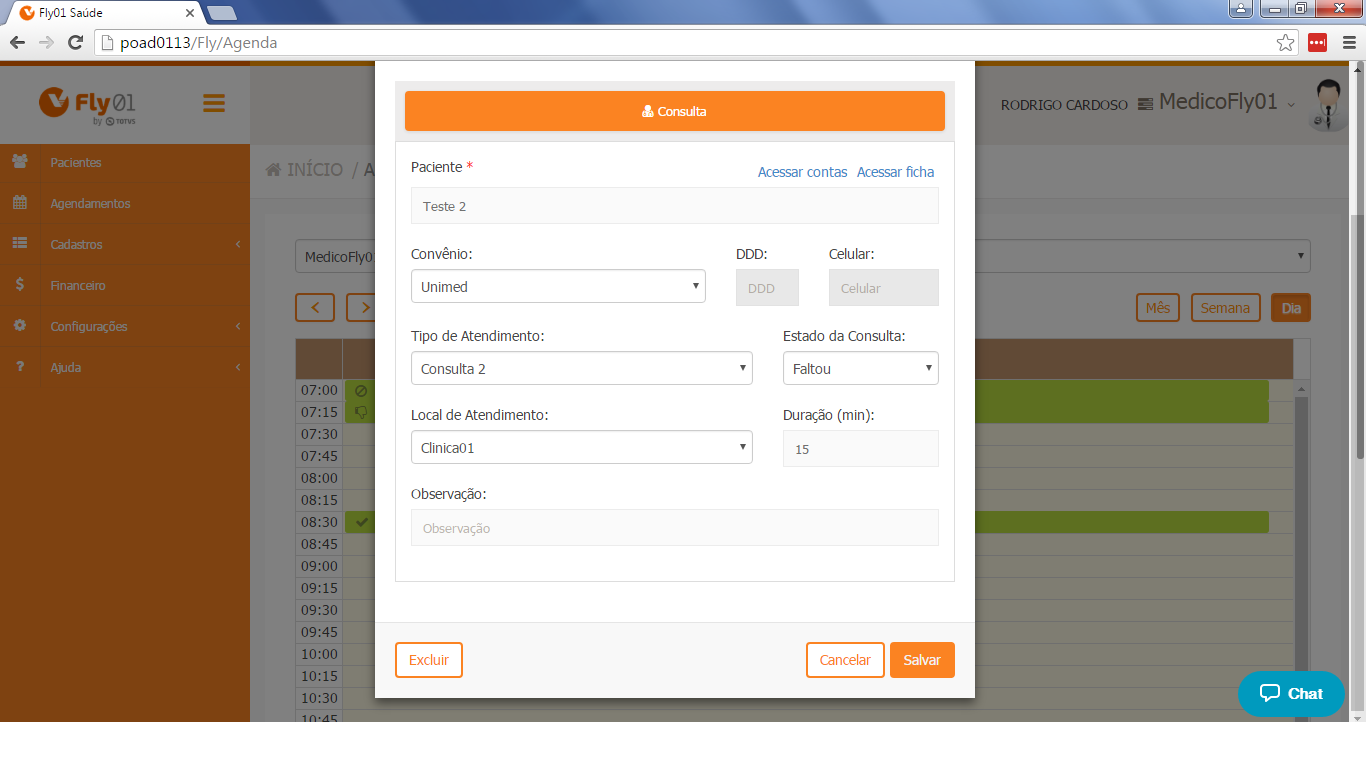 Fly01 Saúde
poad0113/Fly/Agenda
Fly01
by TOTVS
RODRIGO CARDOSO MedicoFly01
Pacientes
Agendamentos
Cadastros
Financeiro
Configurações
Ajuda
INÍCIO / A
MedicoFly0
Mês Semana Dia
07:00
07:15
07:30
07:45
08:00
08:15
08:30
08:45
09:00
09:15
09:30
09:45
10:00
10:15
10:30
10:45
Consulta
Paciente *
Acessar contas Acessar ficha
Teste 2
Convênio: DDD: Celular:
Unimed DDD Celular
Tipo de Atendimento: Estado da Consulta:
Consulta 2 Faltou
Local de Atendimento: Duração (min):
Clinica01 15
Observação:
Observação
Excluir Cancelar Salvar
Chat